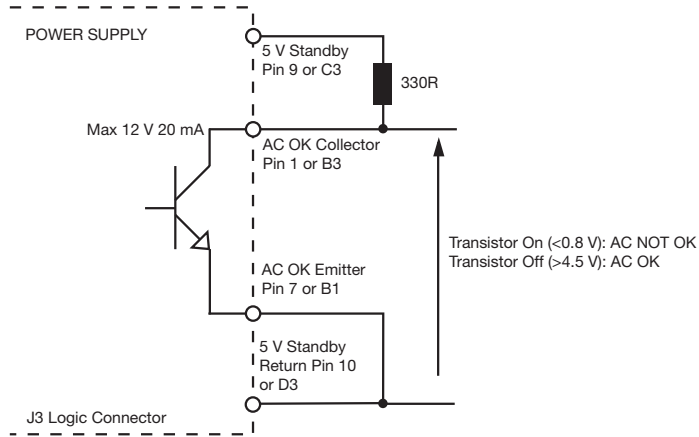 POWER SUPPLY
5 V Standby
Pin 9 or C3
330R
Max 12 V 20 mA
AC OK Collector
Pin 1 or B3
Transistor On (<0.8 V): AC NOT OK
Transistor Off (>4.5 V): AC OK
AC OK Emitter
Pin 7 or B1
5 V Standby
Return Pin 10
or D3
J3 Logic Connector